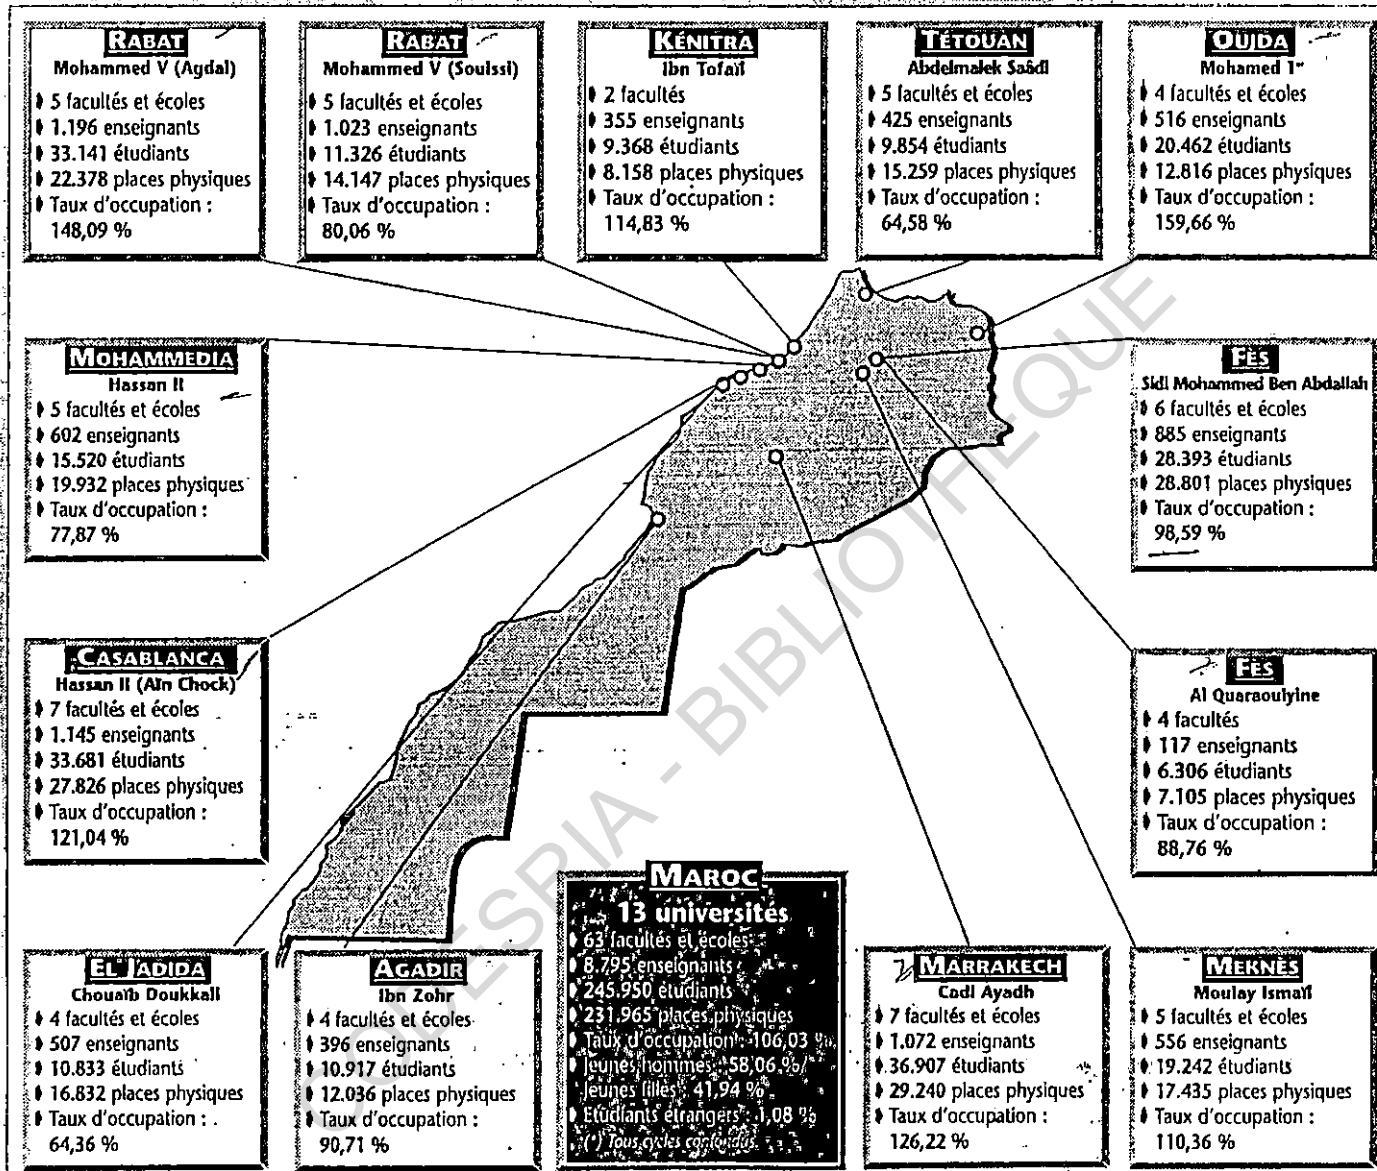 RABAT
Mohammed V (Agdal)
5 facultés et écoles
1.196 enseignants
33.141 étudiants
22.378 places physiques
Taux d'occupation :
148,09 %
RABAT
Mohammed V (Souissi)
5 facultés et écoles
1.023 enseignants
11.326 étudiants
14.147 places physiques
Taux d'occupation :
80,06 %
KÉNITRA
Ibn Tofaïl
2 facultés
355 enseignants
9.368 étudiants
8.158 places physiques
Taux d'occupation :
114,83 %
TÉTOUAN
Abdelmalek Saâdi
5 facultés et écoles
425 enseignants
9.854 étudiants
15.259 places physiques
Taux d'occupation :
64,58 %
OUJDA
Mohamed 1er
4 facultés et écoles
516 enseignants
20.462 étudiants
12.816 places physiques
Taux d'occupation :
159,66 %
MOHAMMEDIA
Hassan II
5 facultés et écoles
602 enseignants
15.520 étudiants
19.932 places physiques
Taux d'occupation :
77,87 %
FÈS
Sidi Mohammed Ben Abdallah
6 facultés et écoles
885 enseignants
28.393 étudiants
28.801 places physiques
Taux d'occupation :
98,59 %
CASABLANCA
Hassan II (Aïn Chock)
7 facultés et écoles
1.145 enseignants
33.681 étudiants
27.826 places physiques
Taux d'occupation :
121,04 %
FÈS
Al Quaraouiyine
4 facultés
117 enseignants
6.306 étudiants
7.105 places physiques
Taux d'occupation :
88,76 %
EL JADIDA
Chouaïb Doukkali
4 facultés et écoles
507 enseignants
10.833 étudiants
16.832 places physiques
Taux d'occupation :
64,36 %
AGADIR
Ibn Zohr
4 facultés et écoles
396 enseignants
10.917 étudiants
12.036 places physiques
Taux d'occupation :
90,71 %
MAROC
13 universités
63 facultés et écoles
8.795 enseignants
245.950 étudiants
231.965 places physiques
Taux d'occupation* : 106,03 %
Jeunes hommes* 58,06 %/
Jeunes filles* 41,94 %
Etudiants étrangers* : 1,08 %
(*) Tous cycles confondus
MARRAKECH
Cadi Ayadh
7 facultés et écoles
1.072 enseignants
36.907 étudiants
29.240 places physiques
Taux d'occupation :
126,22 %
MEKNÈS
Moulay Ismaïl
5 facultés et écoles
556 enseignants
19.242 étudiants
17.435 places physiques
Taux d'occupation :
110,36 %
CODESRIA - BIBLIOTHEQUE